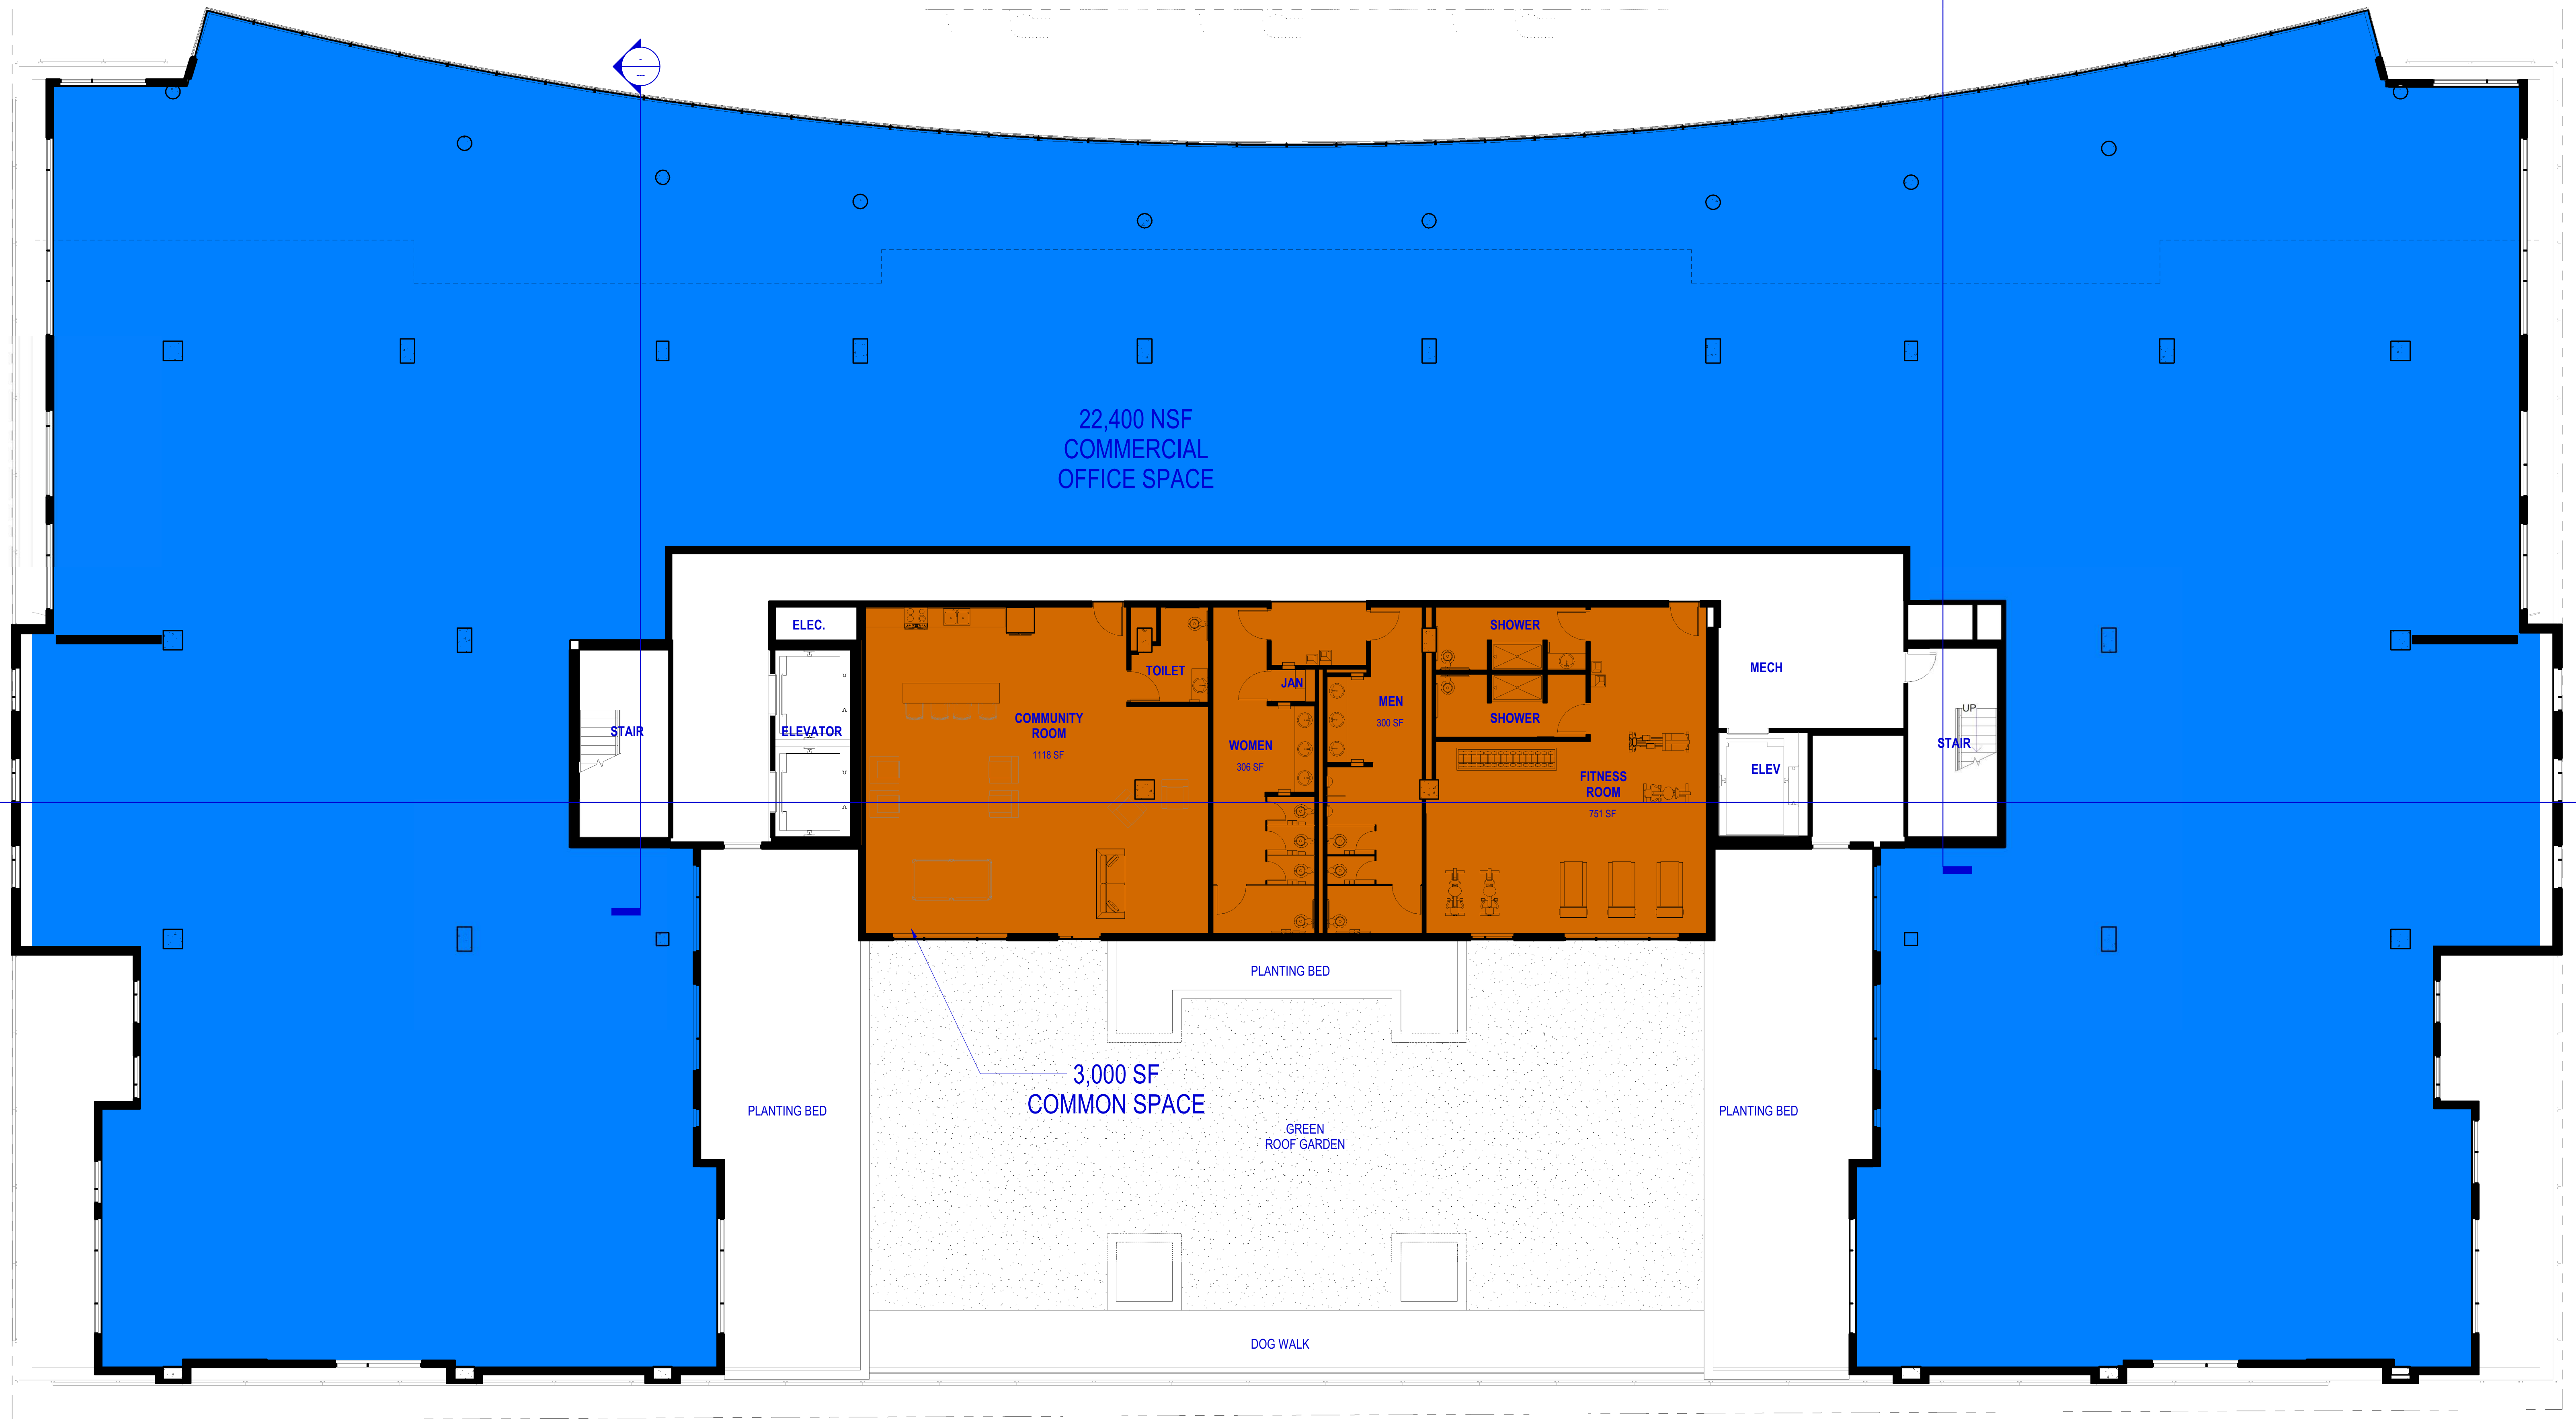 -
---
22,400 NSF
COMMERCIAL
OFFICE SPACE
ELEC.
STAIR
ELEVATOR
COMMUNITY
ROOM
1118 SF
TOILET
WOMEN
306 SF
JAN
MEN
300 SF
SHOWER
SHOWER
FITNESS
ROOM
751 SF
MECH
ELEV
UP
STAIR
PLANTING BED
3,000 SF
COMMON SPACE
PLANTING BED
GREEN
ROOF GARDEN
PLANTING BED
DOG WALK